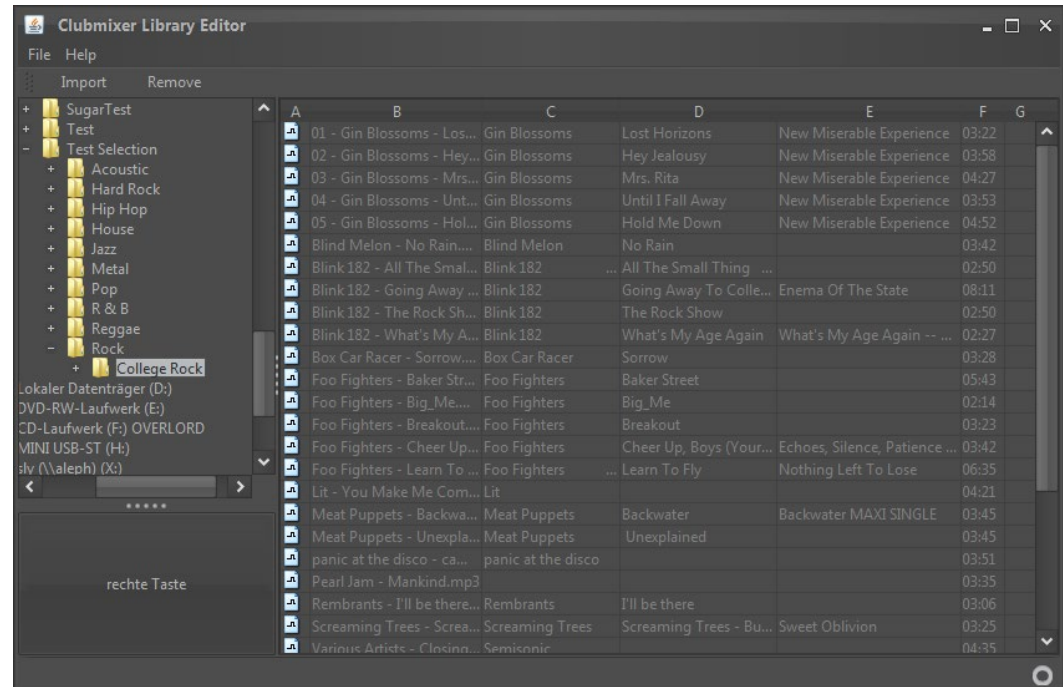 Clubmixer Library Editor
File Help
Import Remove
+ SugarTest
+ Test
- Test Selection
+ Acoustic
+ Hard Rock
+ Hip Hop
+ House
+ Jazz
+ Metal
+ Pop
+ R & B
+ Reggae
- Rock
+ College Rock
Lokaler Datenträger (D:)
DVD-RW-Laufwerk (E:)
CD-Laufwerk (F:) OVERLORD
MINI USB-ST (H:)
sly (\\aleph) (X:)
rechte Taste
A B C D E F G
01 - Gin Blossoms - Los... Gin Blossoms Lost Horizons New Miserable Experience 03:22
02 - Gin Blossoms - Hey... Gin Blossoms Hey Jealousy New Miserable Experience 03:58
03 - Gin Blossoms - Mrs... Gin Blossoms Mrs. Rita New Miserable Experience 04:27
04 - Gin Blossoms - Unt... Gin Blossoms Until I Fall Away New Miserable Experience 03:53
05 - Gin Blossoms - Hol... Gin Blossoms Hold Me Down New Miserable Experience 04:52
Blind Melon - No Rain.... Blind Melon No Rain 03:42
Blink 182 - All The Smal... Blink 182 ... All The Small Thing ... 02:50
Blink 182 - Going Away ... Blink 182 Going Away To Colle... Enema Of The State 08:11
Blink 182 - The Rock Sh... Blink 182 The Rock Show 02:50
Blink 182 - What's My A... Blink 182 What's My Age Again What's My Age Again -- ... 02:27
Box Car Racer - Sorrow.... Box Car Racer Sorrow 03:28
Foo Fighters - Baker Str... Foo Fighters Baker Street 05:43
Foo Fighters - Big_Me.... Foo Fighters Big_Me 02:14
Foo Fighters - Breakout.... Foo Fighters Breakout 03:23
Foo Fighters - Cheer Up... Foo Fighters Cheer Up, Boys (Your... Echoes, Silence, Patience ... 03:42
Foo Fighters - Learn To ... Foo Fighters ... Learn To Fly Nothing Left To Lose 06:35
Lit - You Make Me Com... Lit 04:21
Meat Puppets - Backwa... Meat Puppets Backwater Backwater MAXI SINGLE 03:45
Meat Puppets - Unexpla... Meat Puppets Unexplained 03:45
panic at the disco - ca... panic at the disco 03:51
Pearl Jam - Mankind.mp3 03:35
Rembrants - I'll be there... Rembrants I'll be there 03:06
Screaming Trees - Screa... Screaming Trees Screaming Trees - Bu... Sweet Oblivion 03:25
Various Artists - Closing... Semisonic 04:35